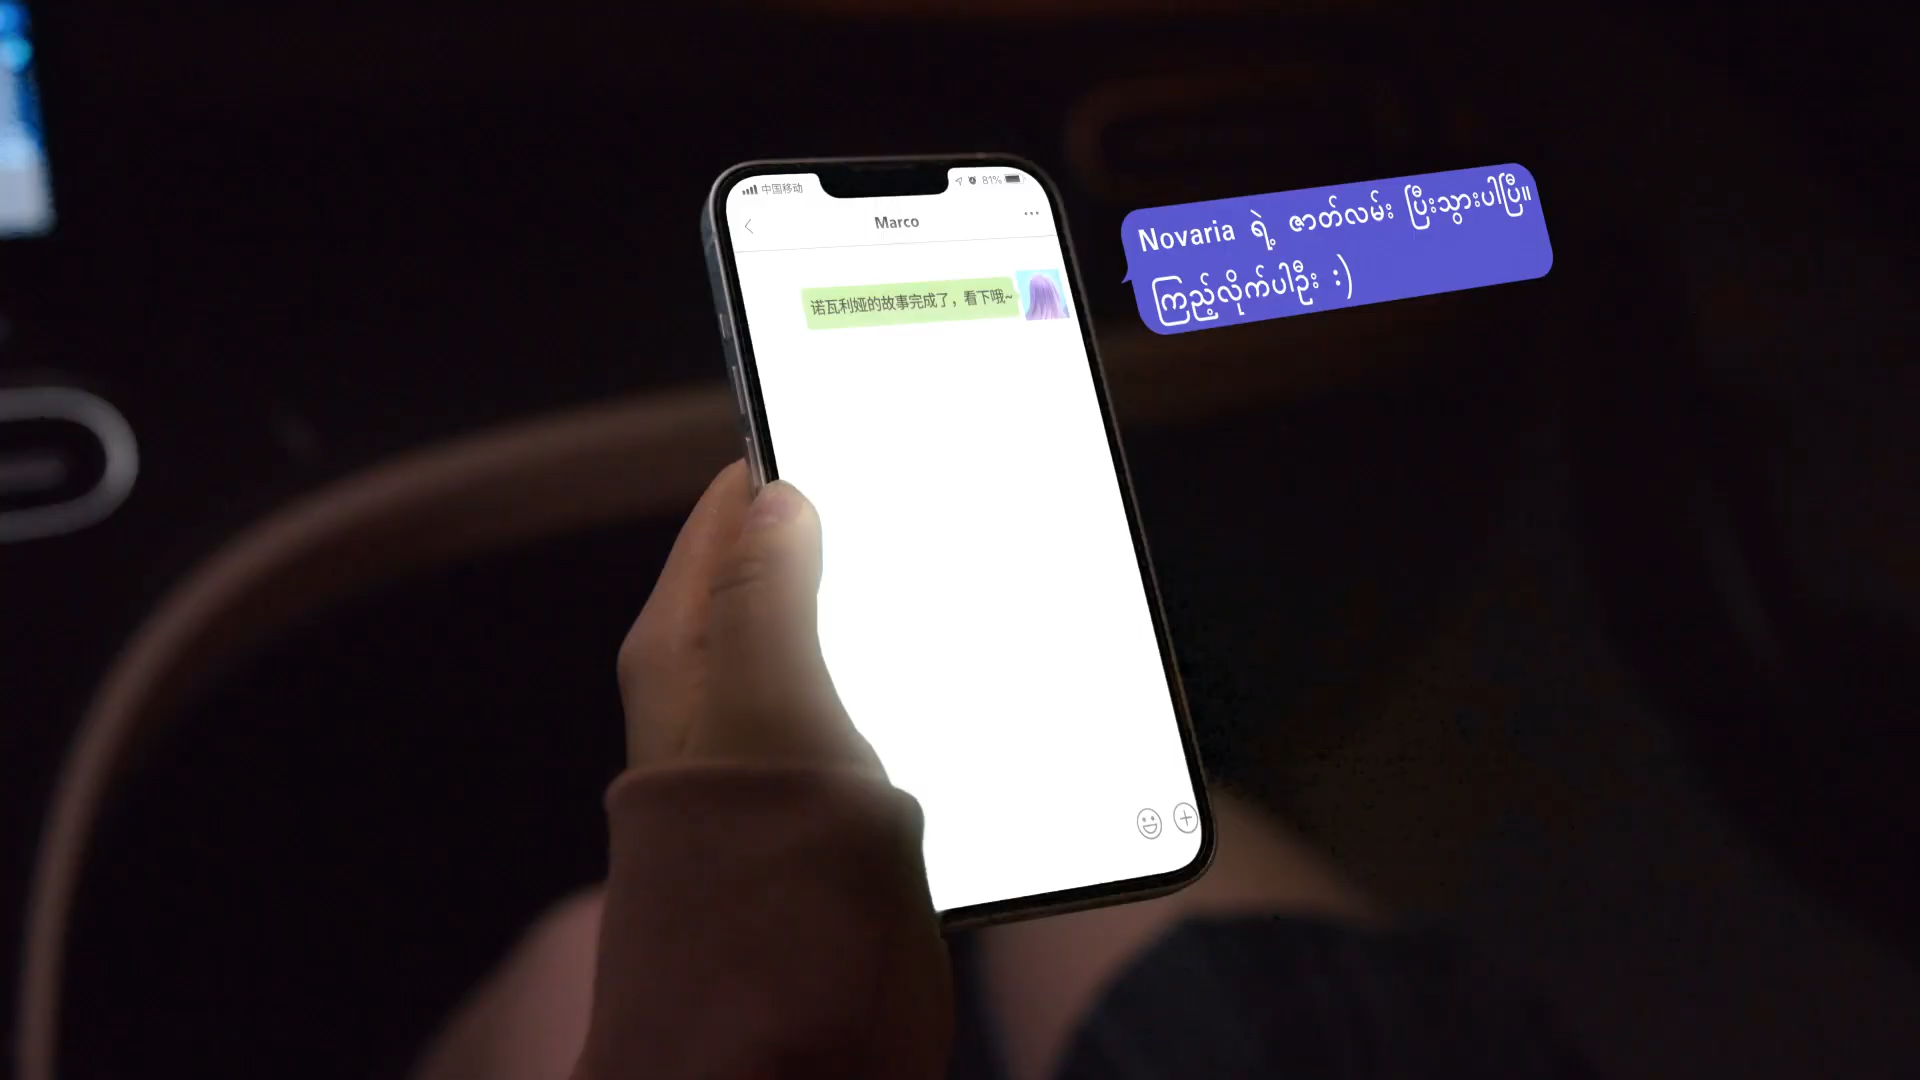 中国移动
81%
Marco
诺瓦利娅的故事完成了，看下哦~
Novaria ရဲ့ ဇာတ်လမ်း ပြီးသွားပါပြီ။
ကြည့်လိုက်ပါဦး :)